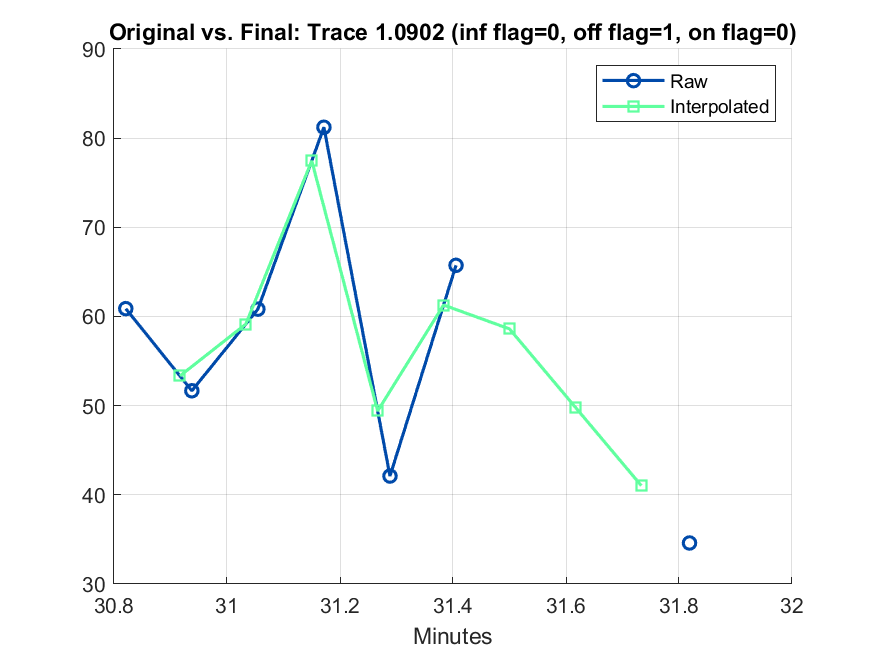 Original vs. Final: Trace 1.0902 (inf flag=0, off flag=1, on flag=0)
90
80
70
60
50
40
30
Raw
Interpolated
30.8 31 31.2 31.4 31.6 31.8 32
Minutes